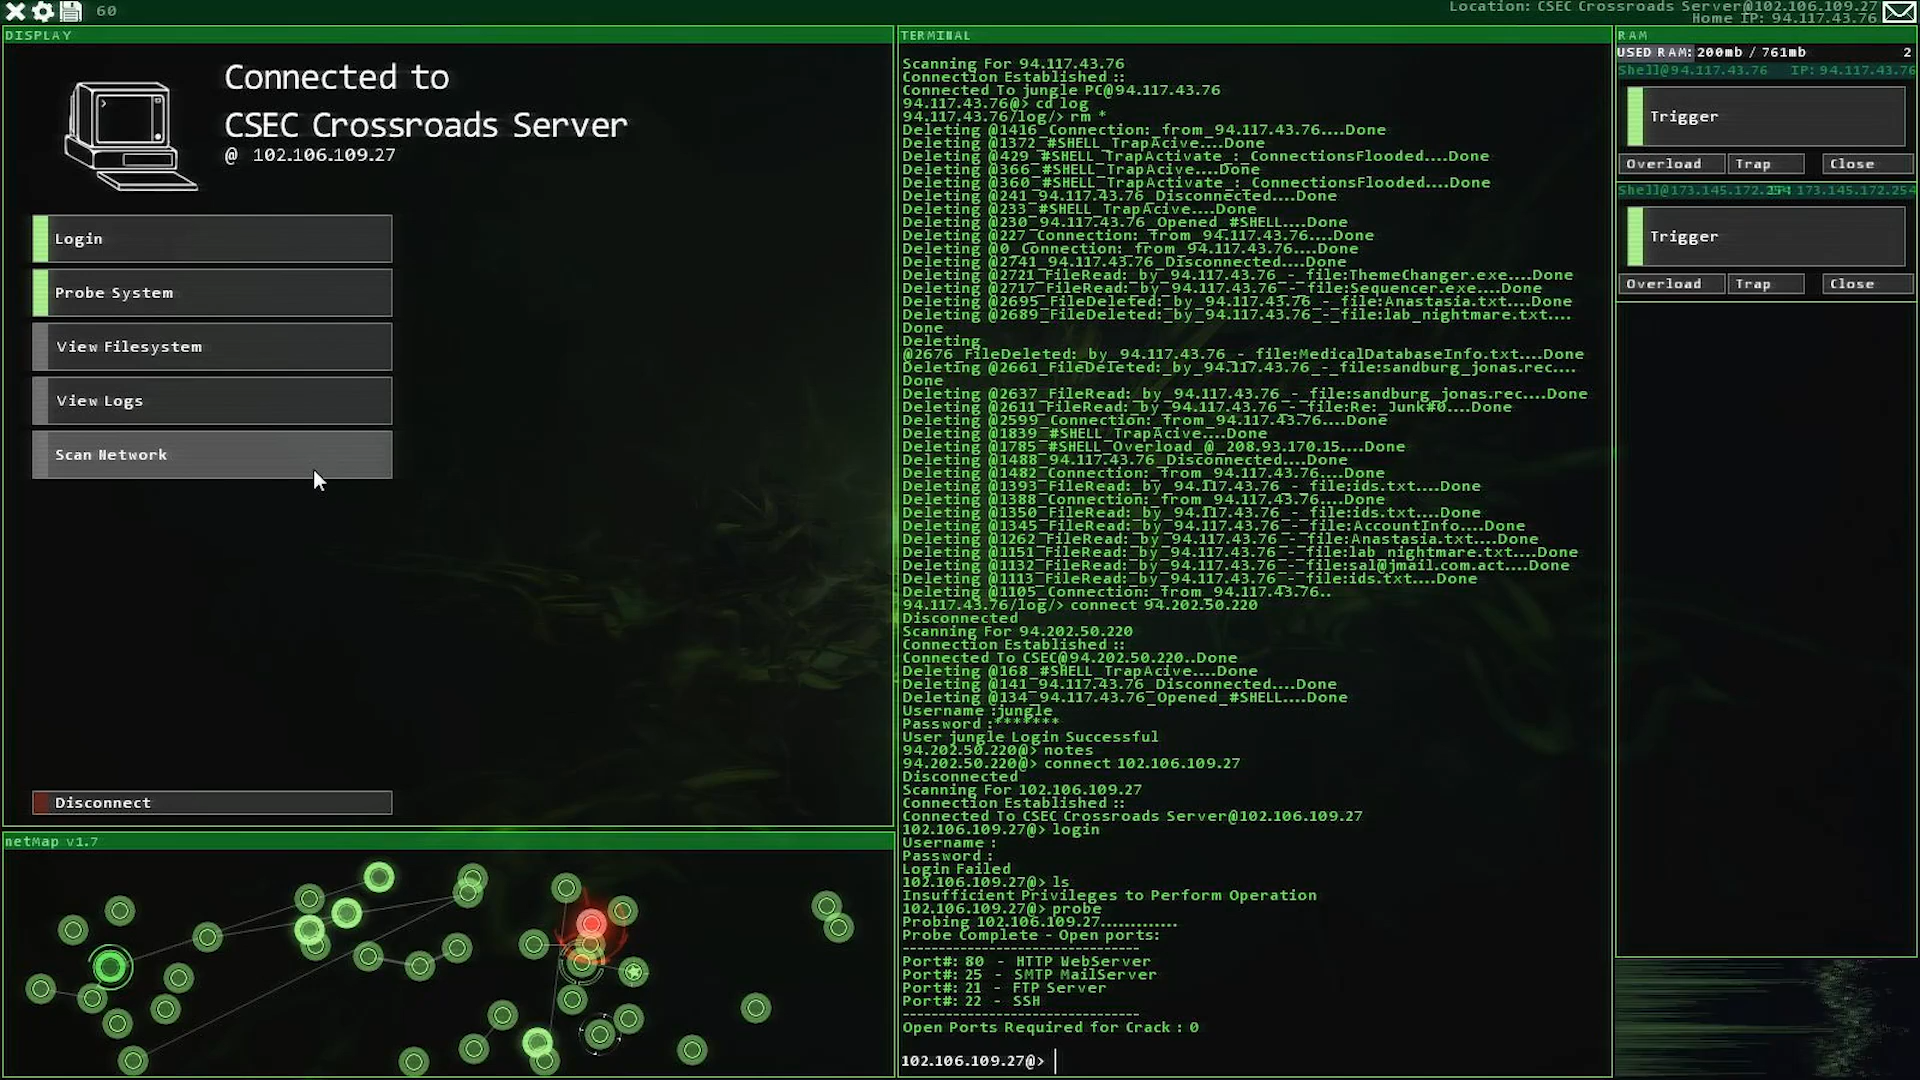 60
Location: CSEC Crossroads Server@102.106.109.27
Home IP: 94.117.43.76
DISPLAY
Connected to
CSEC Crossroads Server
@ 102.106.109.27
Login
Probe System
View Filesystem
View Logs
Scan Network
Disconnect
netMap v1.7
TERMINAL
Scanning For 94.117.43.76
Connection Established ::
Connected To jungle PC@94.117.43.76
94.117.43.76@> cd log
94.117.43.76/log/> rm *
Deleting @1416_Connection:_from_94.117.43.76....Done
Deleting @1372_#SHELL_TrapAcive....Done
Deleting @429_#SHELL_TrapActivate_:_ConnectionsFlooded....Done
Deleting @366_#SHELL_TrapAcive....Done
Deleting @360_#SHELL_TrapActivate_:_ConnectionsFlooded....Done
Deleting @241_94.117.43.76_Disconnected....Done
Deleting @233_#SHELL_TrapAcive....Done
Deleting @230_94.117.43.76_Opened_#SHELL....Done
Deleting @227_Connection:_from_94.117.43.76....Done
Deleting @0_Connection:_from_94.117.43.76....Done
Deleting @2741_94.117.43.76_Disconnected....Done
Deleting @2721_FileRead:_by_94.117.43.76_-_file:ThemeChanger.exe....Done
Deleting @2717_FileRead:_by_94.117.43.76_-_file:Sequencer.exe....Done
Deleting @2695_FileDeleted:_by_94.117.43.76_-_file:Anastasia.txt....Done
Deleting @2689_FileDeleted:_by_94.117.43.76_-_file:lab_nightmare.txt....
Done
Deleting
@2676_FileDeleted:_by_94.117.43.76_-_file:MedicalDatabaseInfo.txt....Done
Deleting @2661_FileDeleted:_by_94.117.43.76_-_file:sandburg_jonas.rec....
Done
Deleting @2637_FileRead:_by_94.117.43.76_-_file:sandburg_jonas.rec....Done
Deleting @2611_FileRead:_by_94.117.43.76_-_file:Re:_Junk#0....Done
Deleting @2599_Connection:_from_94.117.43.76....Done
Deleting @1839_#SHELL_TrapAcive....Done
Deleting @1785_#SHELL_Overload_@_208.93.170.15....Done
Deleting @1488_94.117.43.76_Disconnected....Done
Deleting @1482_Connection:_from_94.117.43.76....Done
Deleting @1393_FileRead:_by_94.117.43.76_-_file:ids.txt....Done
Deleting @1388_Connection:_from_94.117.43.76....Done
Deleting @1350_FileRead:_by_94.117.43.76_-_file:ids.txt....Done
Deleting @1345_FileRead:_by_94.117.43.76_-_file:AccountInfo....Done
Deleting @1262_FileRead:_by_94.117.43.76_-_file:Anastasia.txt....Done
Deleting @1151_FileRead:_by_94.117.43.76_-_file:lab_nightmare.txt....Done
Deleting @1132_FileRead:_by_94.117.43.76_-_file:sal@jmail.com.act....Done
Deleting @1113_FileRead:_by_94.117.43.76_-_file:ids.txt....Done
Deleting @1105_Connection:_from_94.117.43.76..
94.117.43.76/log/> connect 94.202.50.220
Disconnected
Scanning For 94.202.50.220
Connection Established ::
Connected To CSEC@94.202.50.220..Done
Deleting @168_#SHELL_TrapAcive....Done
Deleting @141_94.117.43.76_Disconnected....Done
Deleting @134_94.117.43.76_Opened_#SHELL....Done
Username :jungle
Password :*******
User jungle Login Successful
94.202.50.220@> notes
94.202.50.220@> connect 102.106.109.27
Disconnected
Scanning For 102.106.109.27
Connection Established ::
Connected To CSEC Crossroads Server@102.106.109.27
102.106.109.27@> login
Username :
Password :
Login Failed
102.106.109.27@> ls
Insufficient Privileges to Perform Operation
102.106.109.27@> probe
Probing 102.106.109.27.............
Probe Complete - Open ports:
---------------------------------
Port#: 80 - HTTP WebServer
Port#: 25 - SMTP MailServer
Port#: 21 - FTP Server
Port#: 22 - SSH
---------------------------------
Open Ports Required for Crack : 0
102.106.109.27@>
RAM
USED RAM: 200mb / 761mb 2
Shell@94.117.43.76 IP: 94.117.43.76
Trigger
Overload Trap Close
Shell@173.145.172.254 173.145.172.254
Trigger
Overload Trap Close